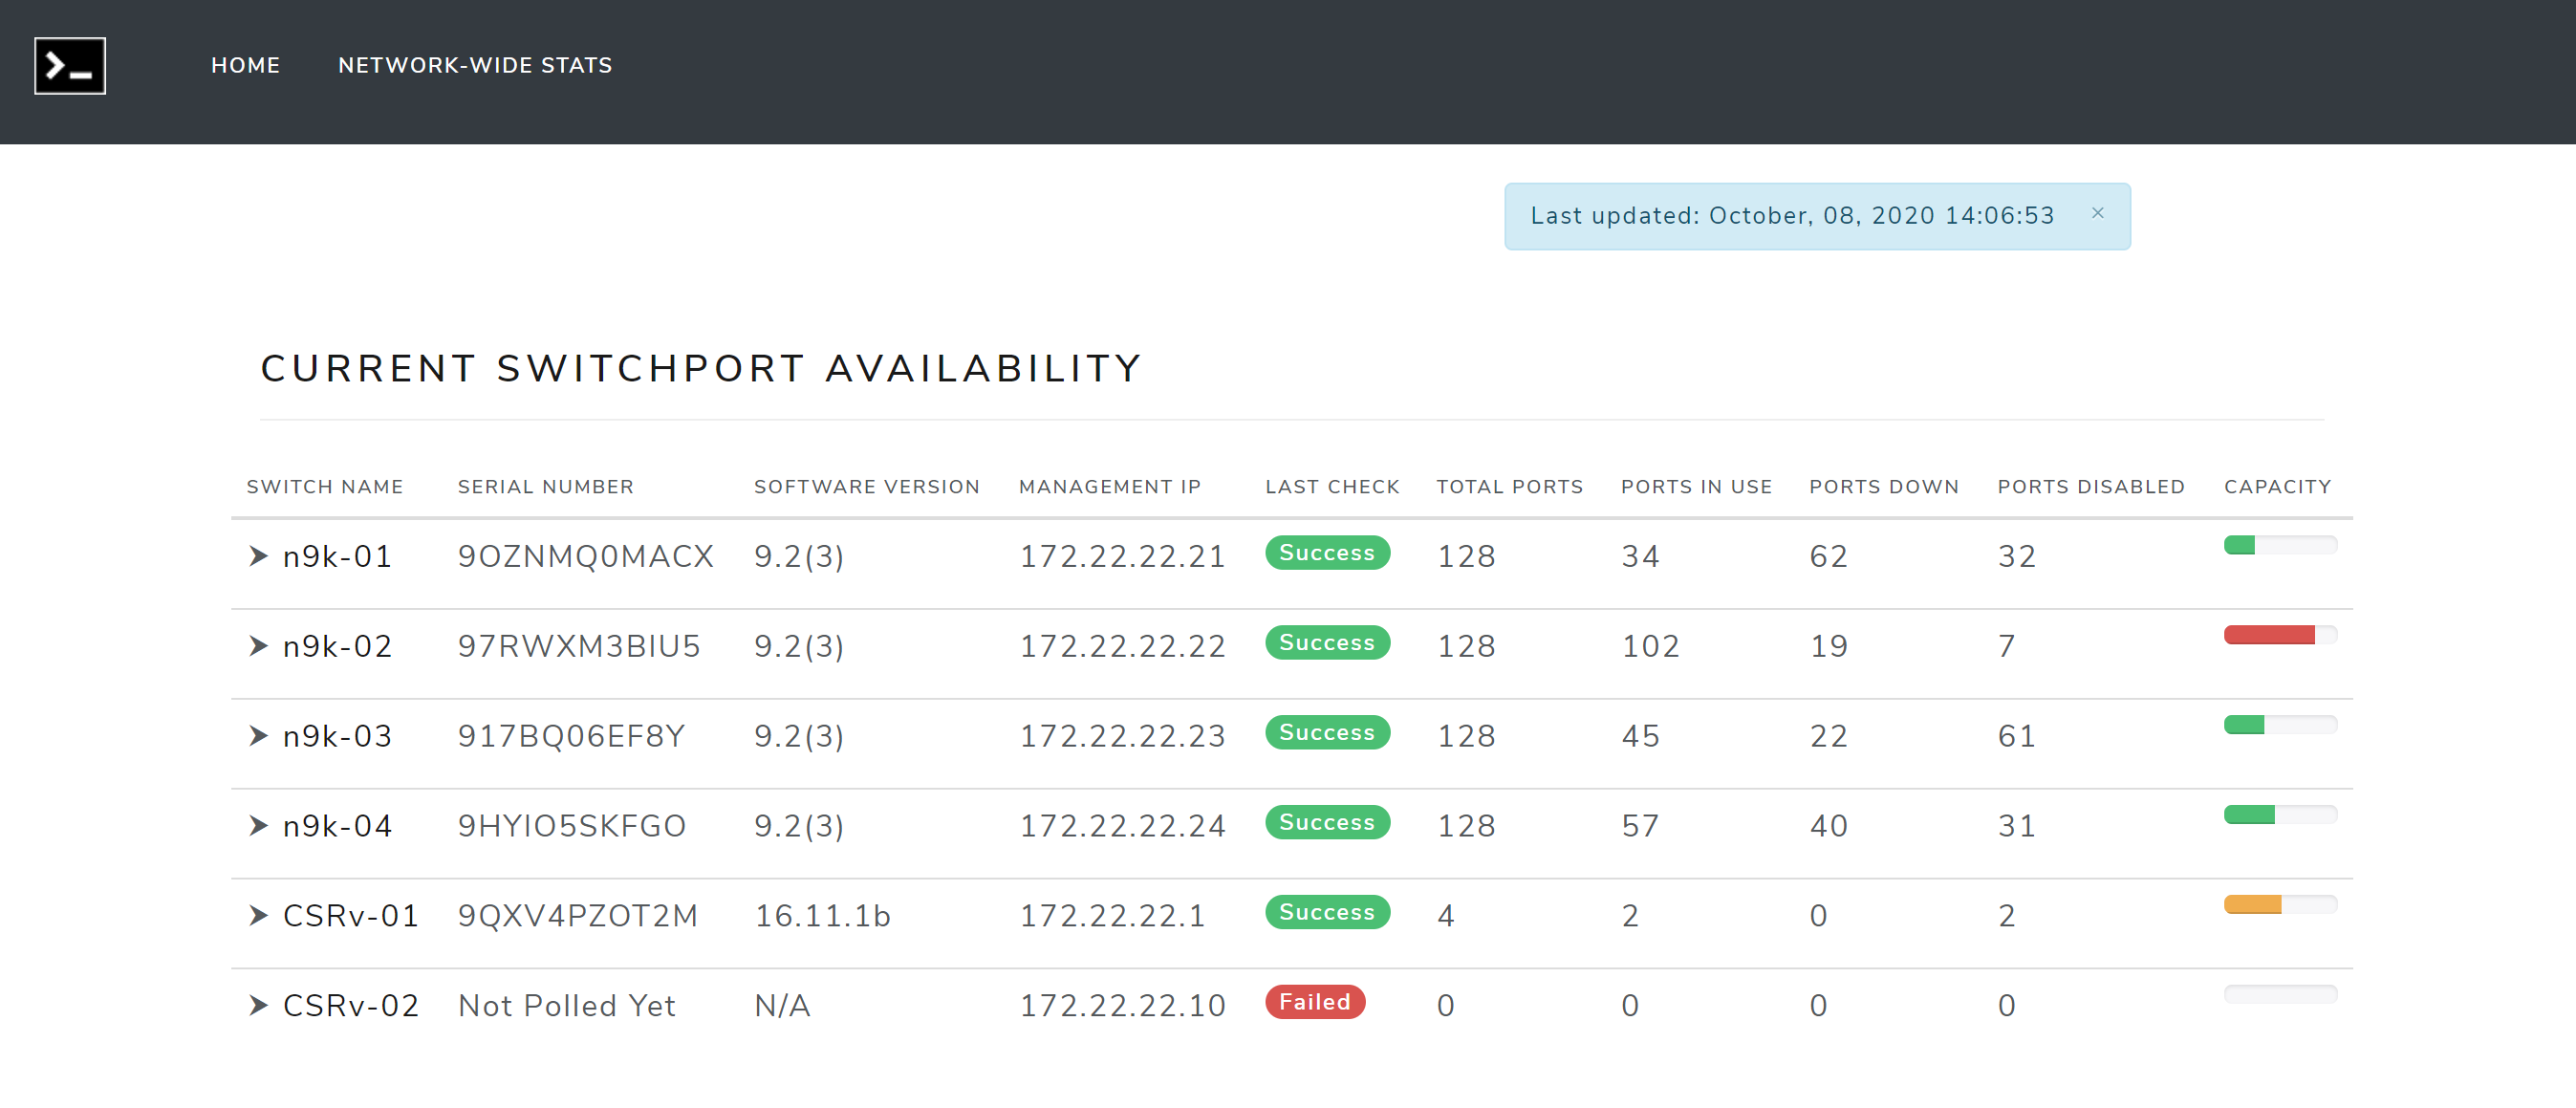 HOME NETWORK-WIDE STATS
Last updated: October, 08, 2020 14:06:53 ×
CURRENT SWITCHPORT AVAILABILITY
SWITCH NAME SERIAL NUMBER SOFTWARE VERSION MANAGEMENT IP LAST CHECK TOTAL PORTS PORTS IN USE PORTS DOWN PORTS DISABLED CAPACITY
n9k-01 9OZNMQ0MACX 9.2(3) 172.22.22.21 Success 128 34 62 32
n9k-02 97RWXM3BIU5 9.2(3) 172.22.22.22 Success 128 102 19 7
n9k-03 917BQ06EF8Y 9.2(3) 172.22.22.23 Success 128 45 22 61
n9k-04 9HYIO5SKFGO 9.2(3) 172.22.22.24 Success 128 57 40 31
CSRv-01 9QXV4PZOT2M 16.11.1b 172.22.22.1 Success 4 2 0 2
CSRv-02 Not Polled Yet N/A 172.22.22.10 Failed 0 0 0 0